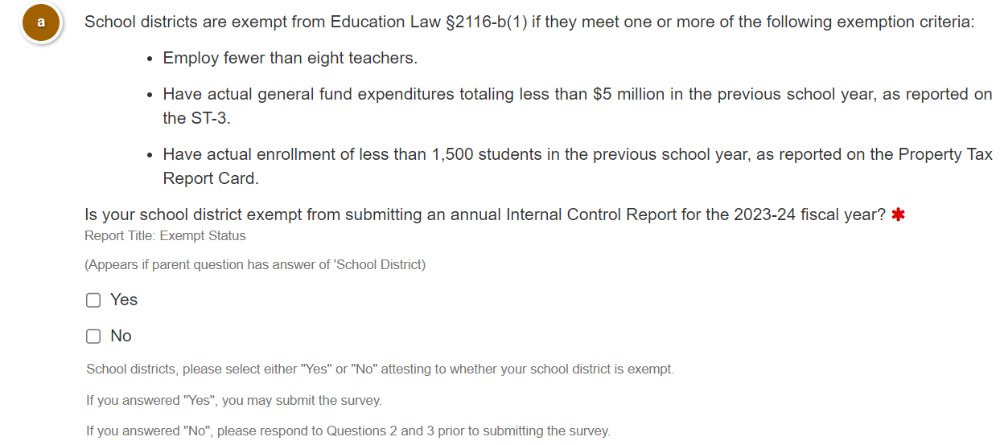 a
School districts are exempt from Education Law §2116-b(1) if they meet one or more of the following exemption criteria:
• Employ fewer than eight teachers.
• Have actual general fund expenditures totaling less than $5 million in the previous school year, as reported on
the ST-3.
• Have actual enrollment of less than 1,500 students in the previous school year, as reported on the Property Tax
Report Card.
Is your school district exempt from submitting an annual Internal Control Report for the 2023-24 fiscal year? ✱
Report Title: Exempt Status
(Appears if parent question has answer of 'School District)
Yes
No
School districts, please select either "Yes" or "No" attesting to whether your school district is exempt.
If you answered "Yes", you may submit the survey.
If you answered "No", please respond to Questions 2 and 3 prior to submitting the survey.